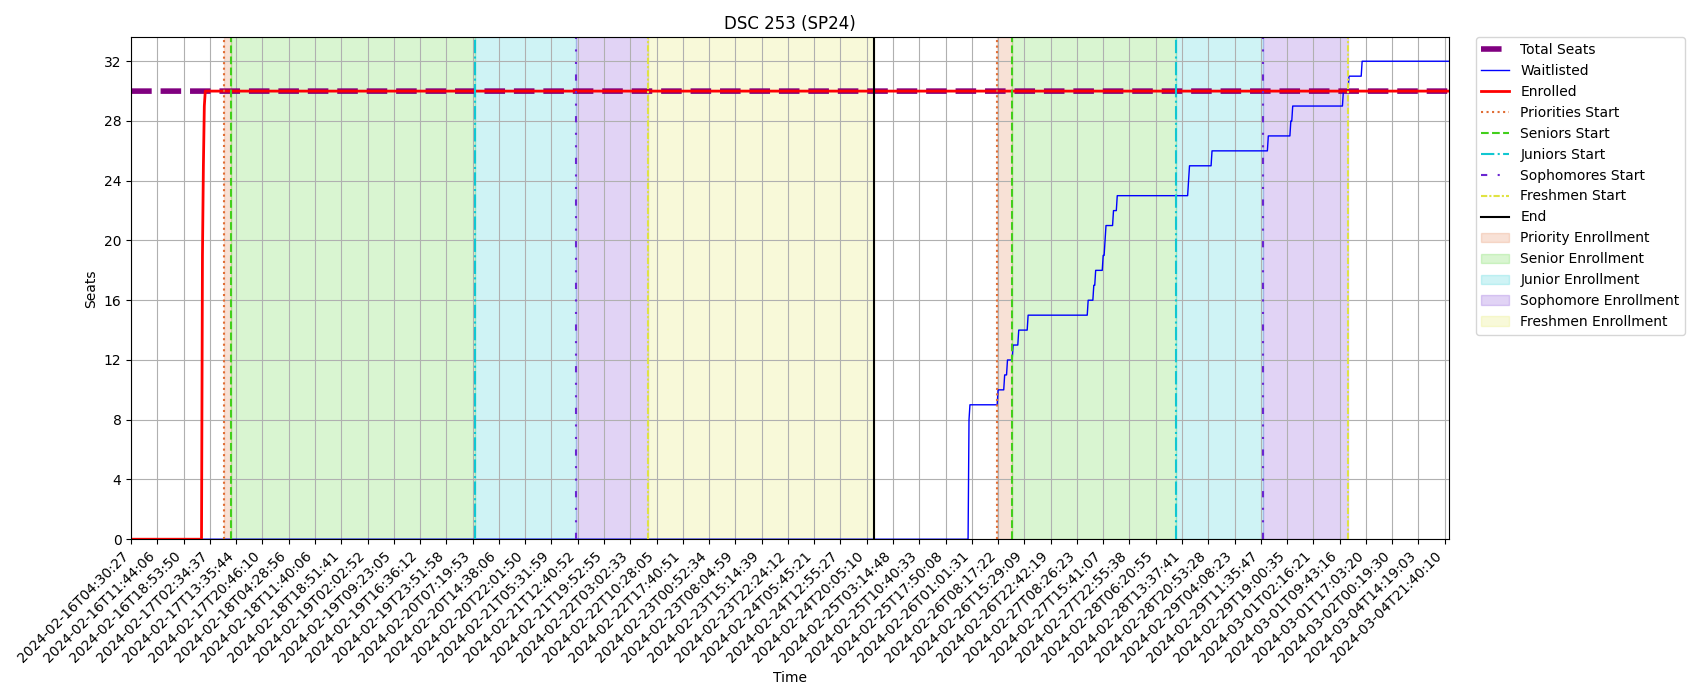 DSC 253 (SP24)
Seats
32
28
24
20
16
12
8
4
0
2024-02-16T04:30:27
2024-02-16T11:44:06
2024-02-16T18:53:50
2024-02-17T02:34:37
2024-02-17T13:35:44
2024-02-17T20:46:10
2024-02-18T04:28:56
2024-02-18T11:40:06
2024-02-18T18:51:41
2024-02-19T02:02:52
2024-02-19T09:23:05
2024-02-19T16:36:12
2024-02-19T23:51:58
2024-02-20T07:19:53
2024-02-20T14:38:06
2024-02-20T22:01:50
2024-02-21T05:31:59
2024-02-21T12:40:52
2024-02-21T19:52:55
2024-02-22T03:02:33
2024-02-22T10:28:05
2024-02-22T17:40:51
2024-02-23T00:52:34
2024-02-23T08:04:59
2024-02-23T15:14:39
2024-02-23T22:24:12
2024-02-24T05:45:21
2024-02-24T12:55:27
2024-02-24T20:05:10
2024-02-25T03:14:48
2024-02-25T10:40:33
2024-02-25T17:50:08
2024-02-26T01:01:31
2024-02-26T08:17:22
2024-02-26T15:29:09
2024-02-26T22:42:19
2024-02-27T08:26:23
2024-02-27T15:41:07
2024-02-27T22:55:38
2024-02-28T06:20:55
2024-02-28T13:37:41
2024-02-28T20:53:28
2024-02-29T04:08:23
2024-02-29T11:35:47
2024-02-29T19:00:35
2024-03-01T02:16:21
2024-03-01T09:43:16
2024-03-01T17:03:20
2024-03-02T00:19:30
2024-03-04T14:19:03
2024-03-04T21:40:10
Time
Total Seats
Waitlisted
Enrolled
Priorities Start
Seniors Start
Juniors Start
Sophomores Start
Freshmen Start
End
Priority Enrollment
Senior Enrollment
Junior Enrollment
Sophomore Enrollment
Freshmen Enrollment